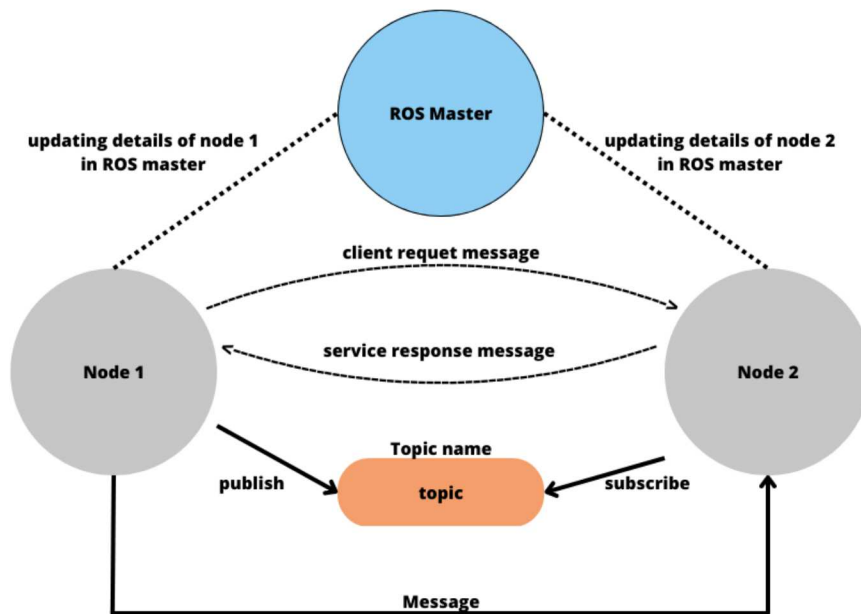 ROS Master
updating details of node 1
in ROS master
updating details of node 2
in ROS master
client requet message
service response message
Node 1
Node 2
Topic name
publish
topic
subscribe
Message